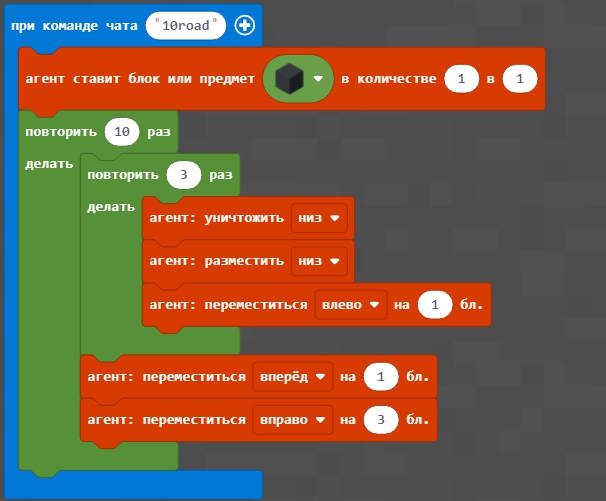 при команде чата "10road"
агент ставит блок или предмет в количестве 1 в 1
повторить 10 раз
делать
повторить 3 раз
делать
агент: уничтожить низ
агент: разместить низ
агент: переместиться влево на 1 бл.
агент: переместиться вперёд на 1 бл.
агент: переместиться вправо на 3 бл.